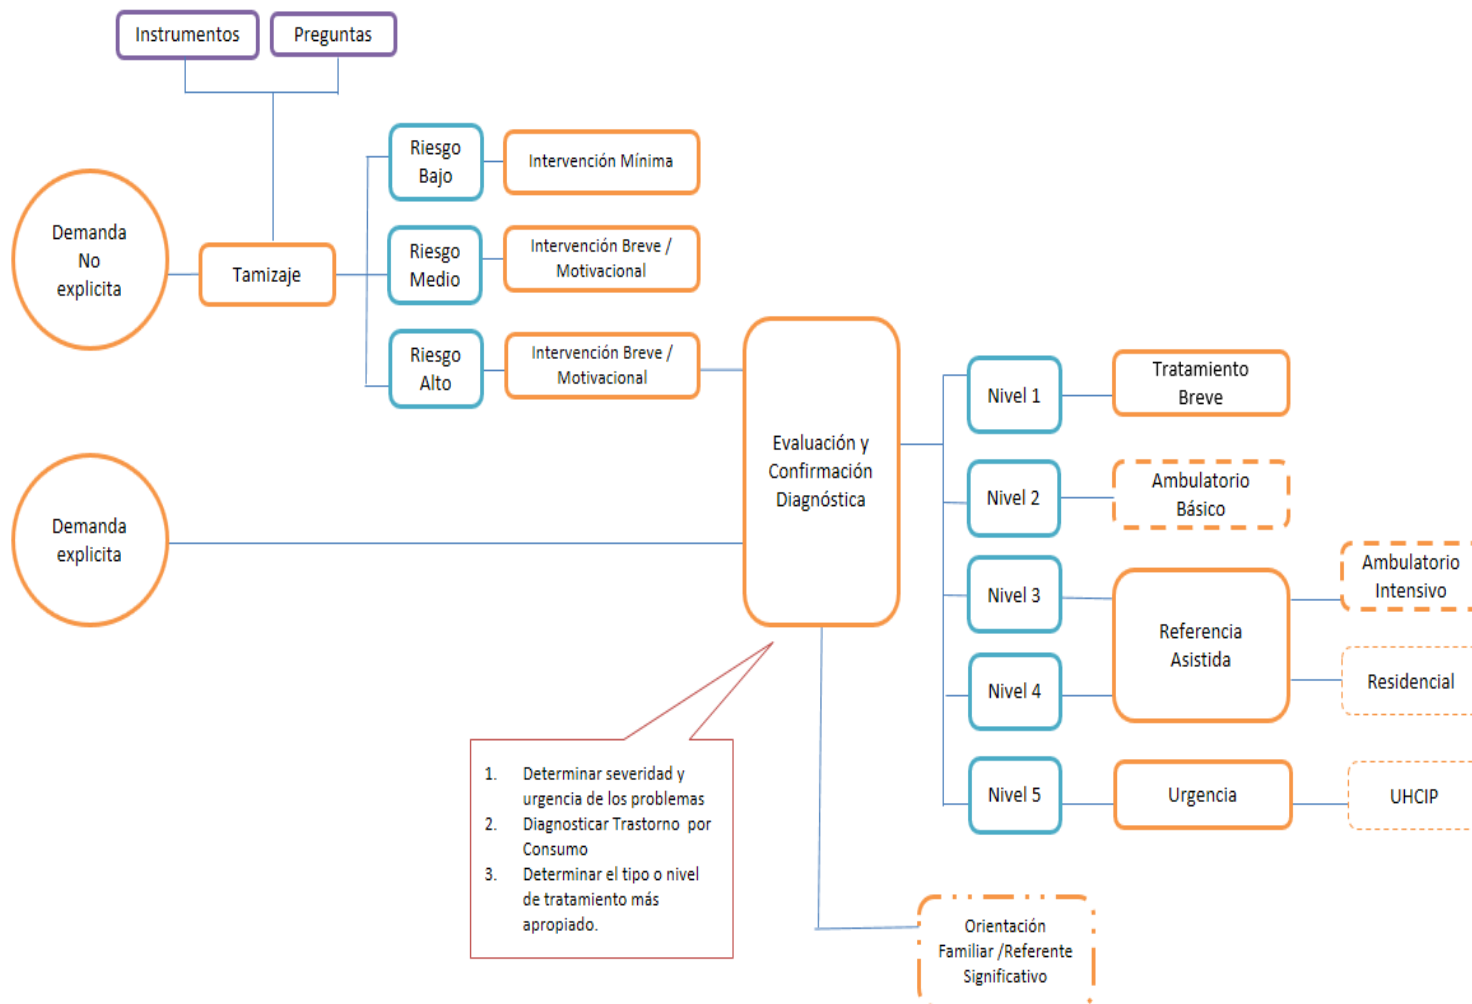 Instrumentos
Preguntas
Demanda
No
explicita
Tamizaje
Riesgo
Bajo
Intervención Mínima
Riesgo
Medio
Intervención Breve /
Motivacional
Riesgo
Alto
Intervención Breve /
Motivacional
Demanda
explicita
Evaluación y
Confirmación
Diagnóstica
Nivel 1
Tratamiento
Breve
Nivel 2
Ambulatorio
Básico
Nivel 3
Nivel 4
Referencia
Asistida
Ambulatorio
Intensivo
Residencial
Nivel 5
Urgencia
UHCIP
1. Determinar severidad y
urgencia de los problemas
2. Diagnosticar Trastorno por
Consumo
3. Determinar el tipo o nivel
de tratamiento más
apropiado.
Orientación
Familiar /Referente
Significativo